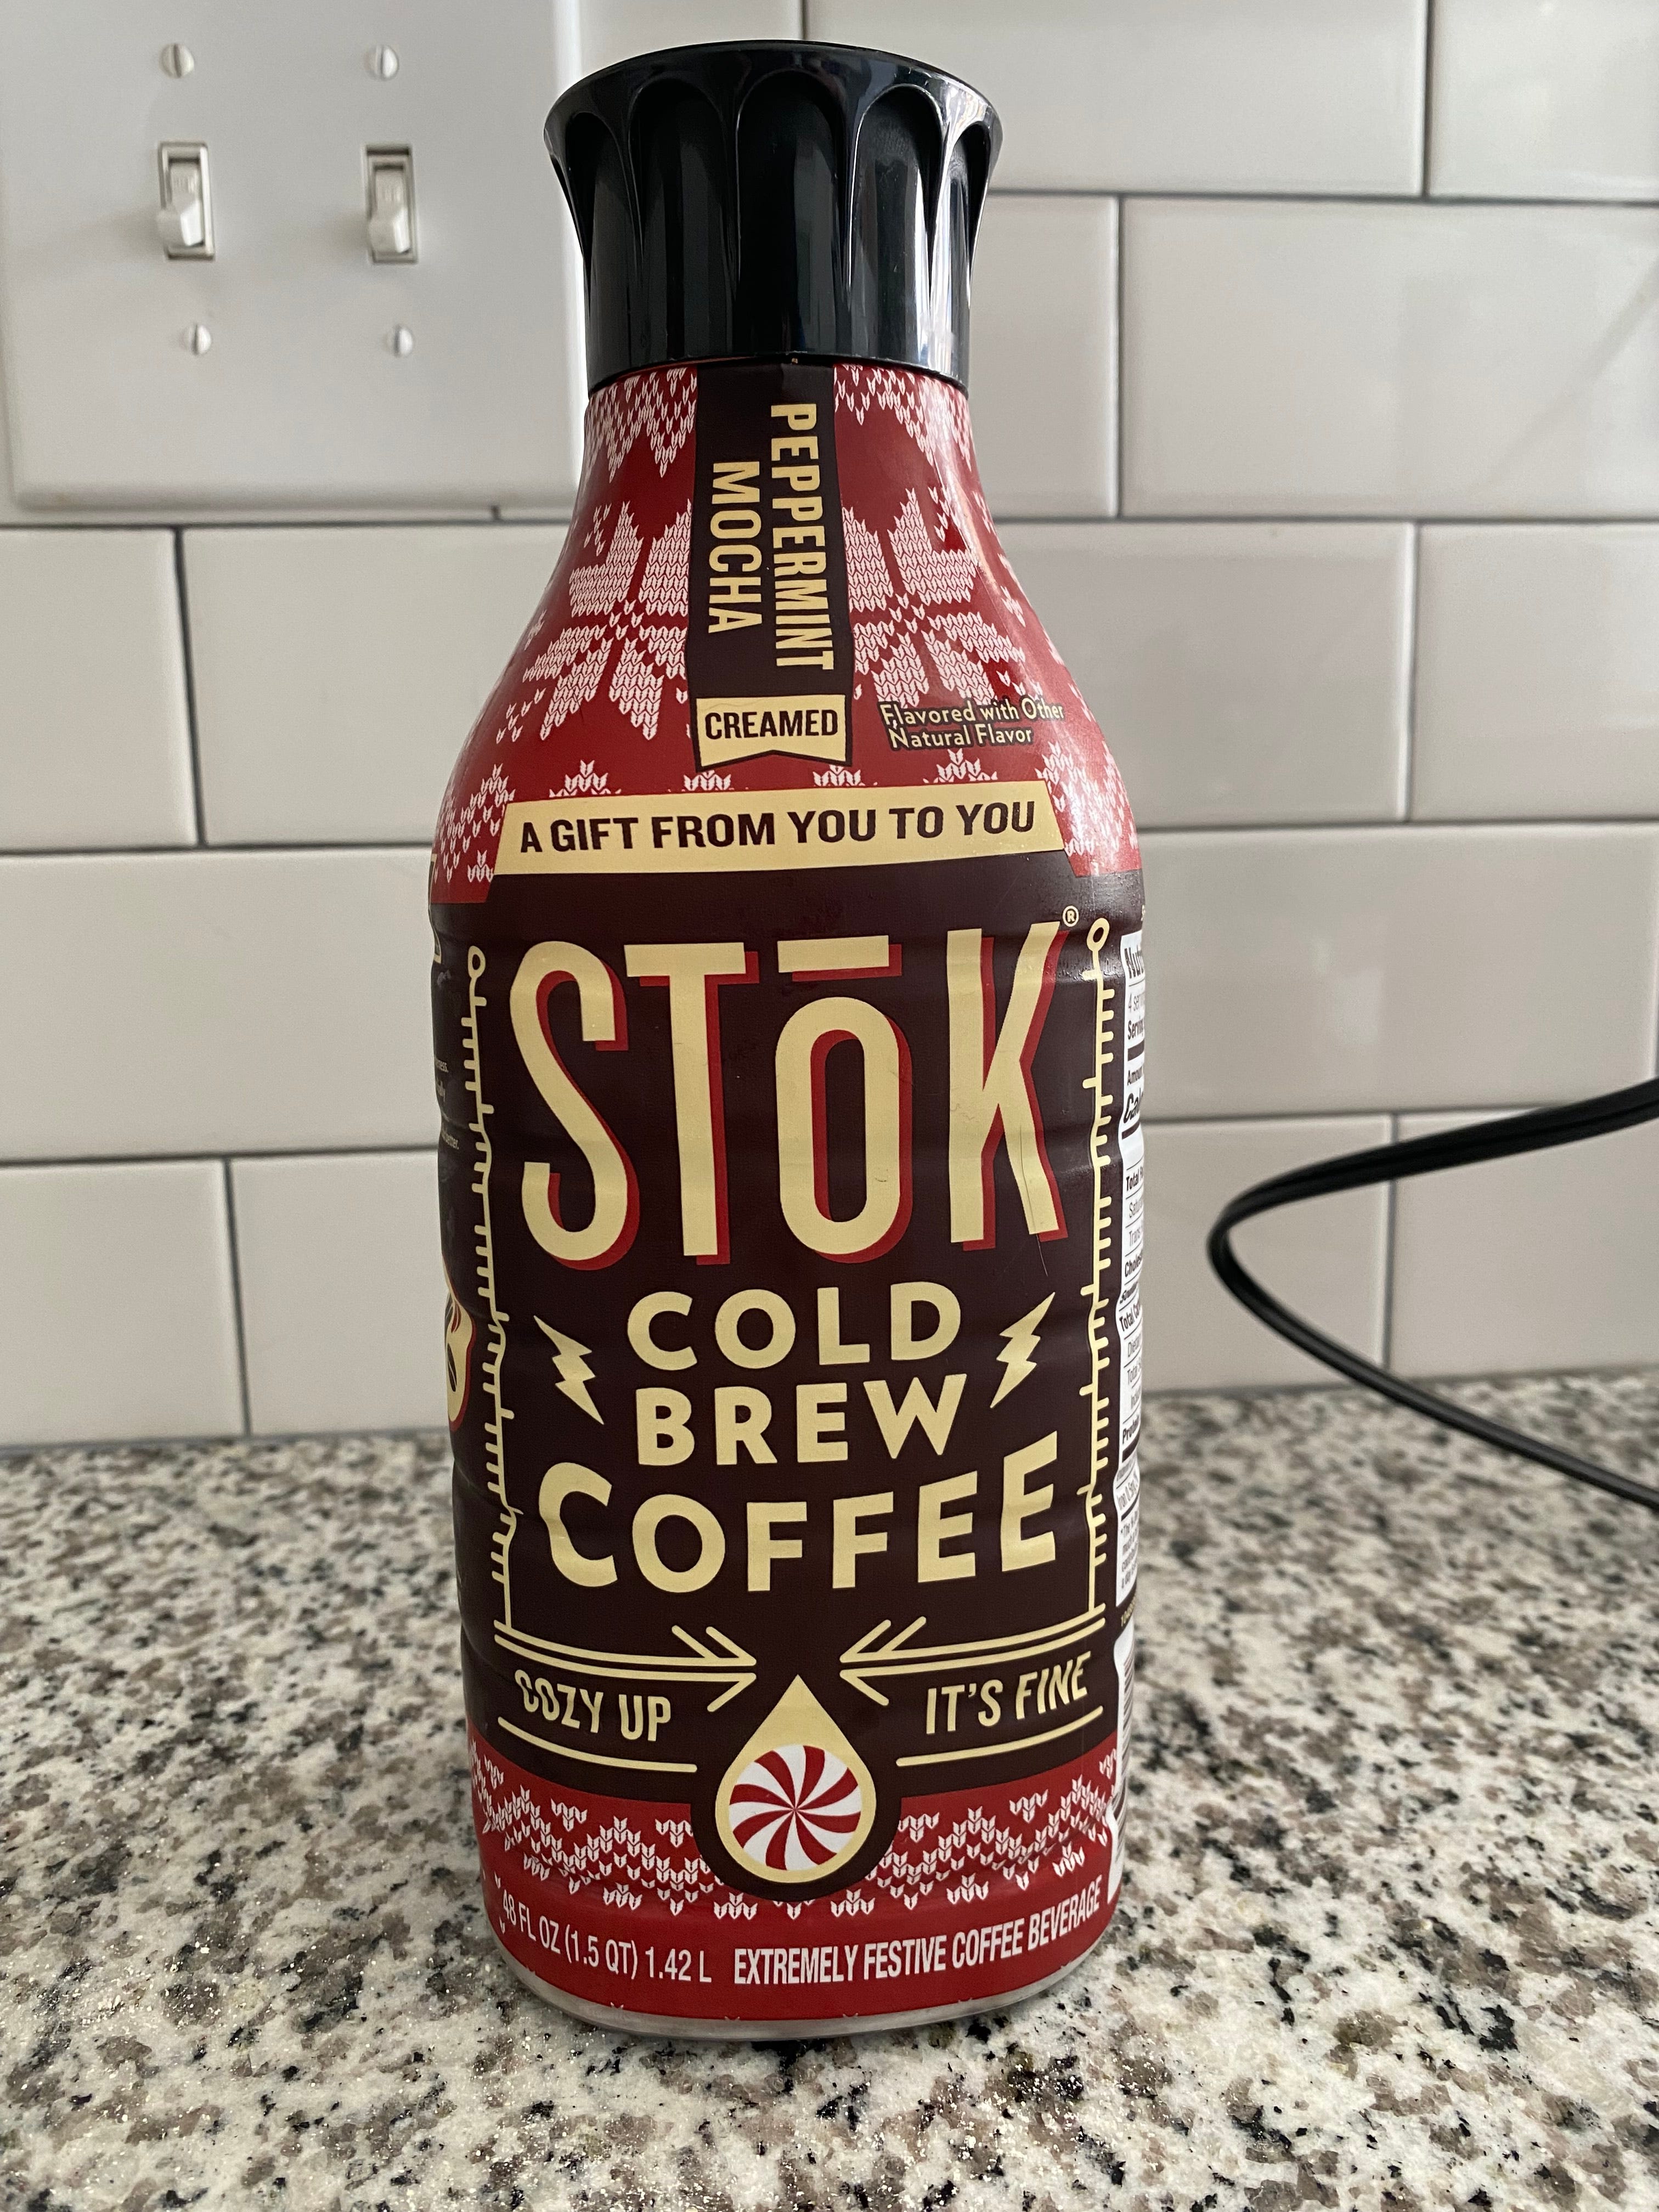 PEPPERMINT
MOCHA
CREAMED
Flavored with Other
Natural Flavor
A GIFT FROM YOU TO YOU
STōK®
COLD
BREW
COFFEE
COZY UP
IT'S FINE
48 FL OZ (1.5 QT) 1.42 L EXTREMELY FESTIVE COFFEE BEVERAGE